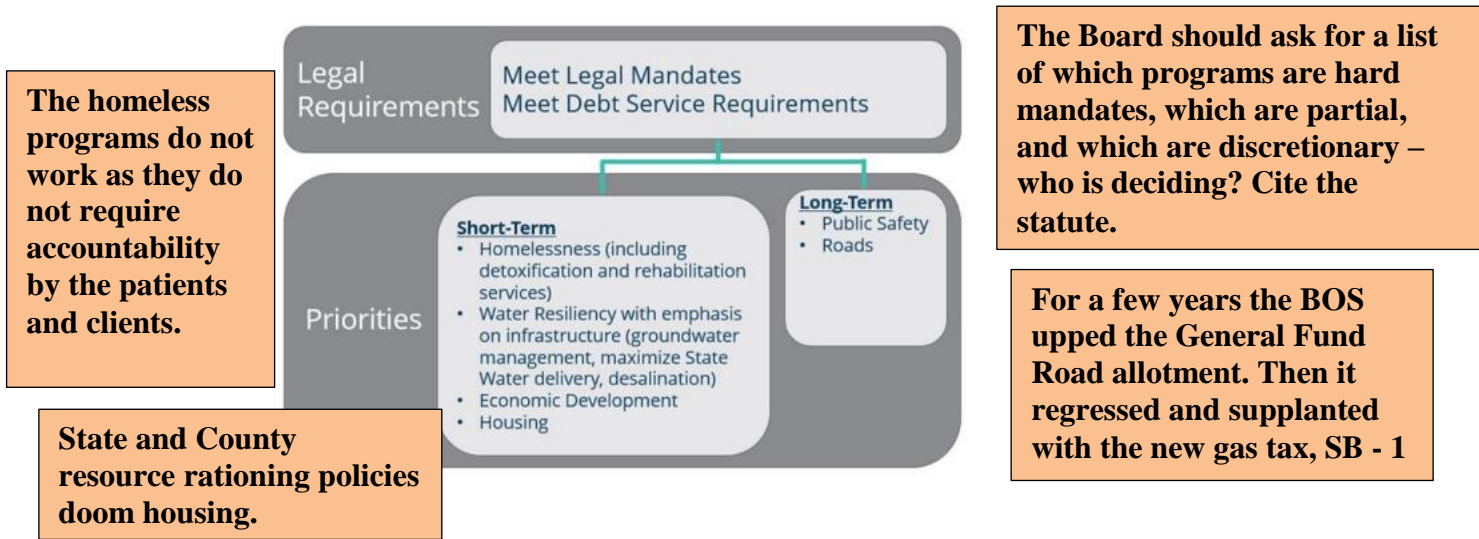 The homeless
programs do not
work as they do
not require
accountability
by the patients
and clients.
State and County
resource rationing policies
doom housing.
Legal
Requirements
Meet Legal Mandates
Meet Debt Service Requirements
Priorities
Short-Term
• Homelessness (including
detoxification and rehabilitation
services)
• Water Resiliency with emphasis
on infrastructure (groundwater
management, maximize State
Water delivery, desalination)
• Economic Development
• Housing
Long-Term
• Public Safety
• Roads
The Board should ask for a list
of which programs are hard
mandates, which are partial,
and which are discretionary –
who is deciding? Cite the
statute.
For a few years the BOS
upped the General Fund
Road allotment. Then it
regressed and supplanted
with the new gas tax, SB - 1